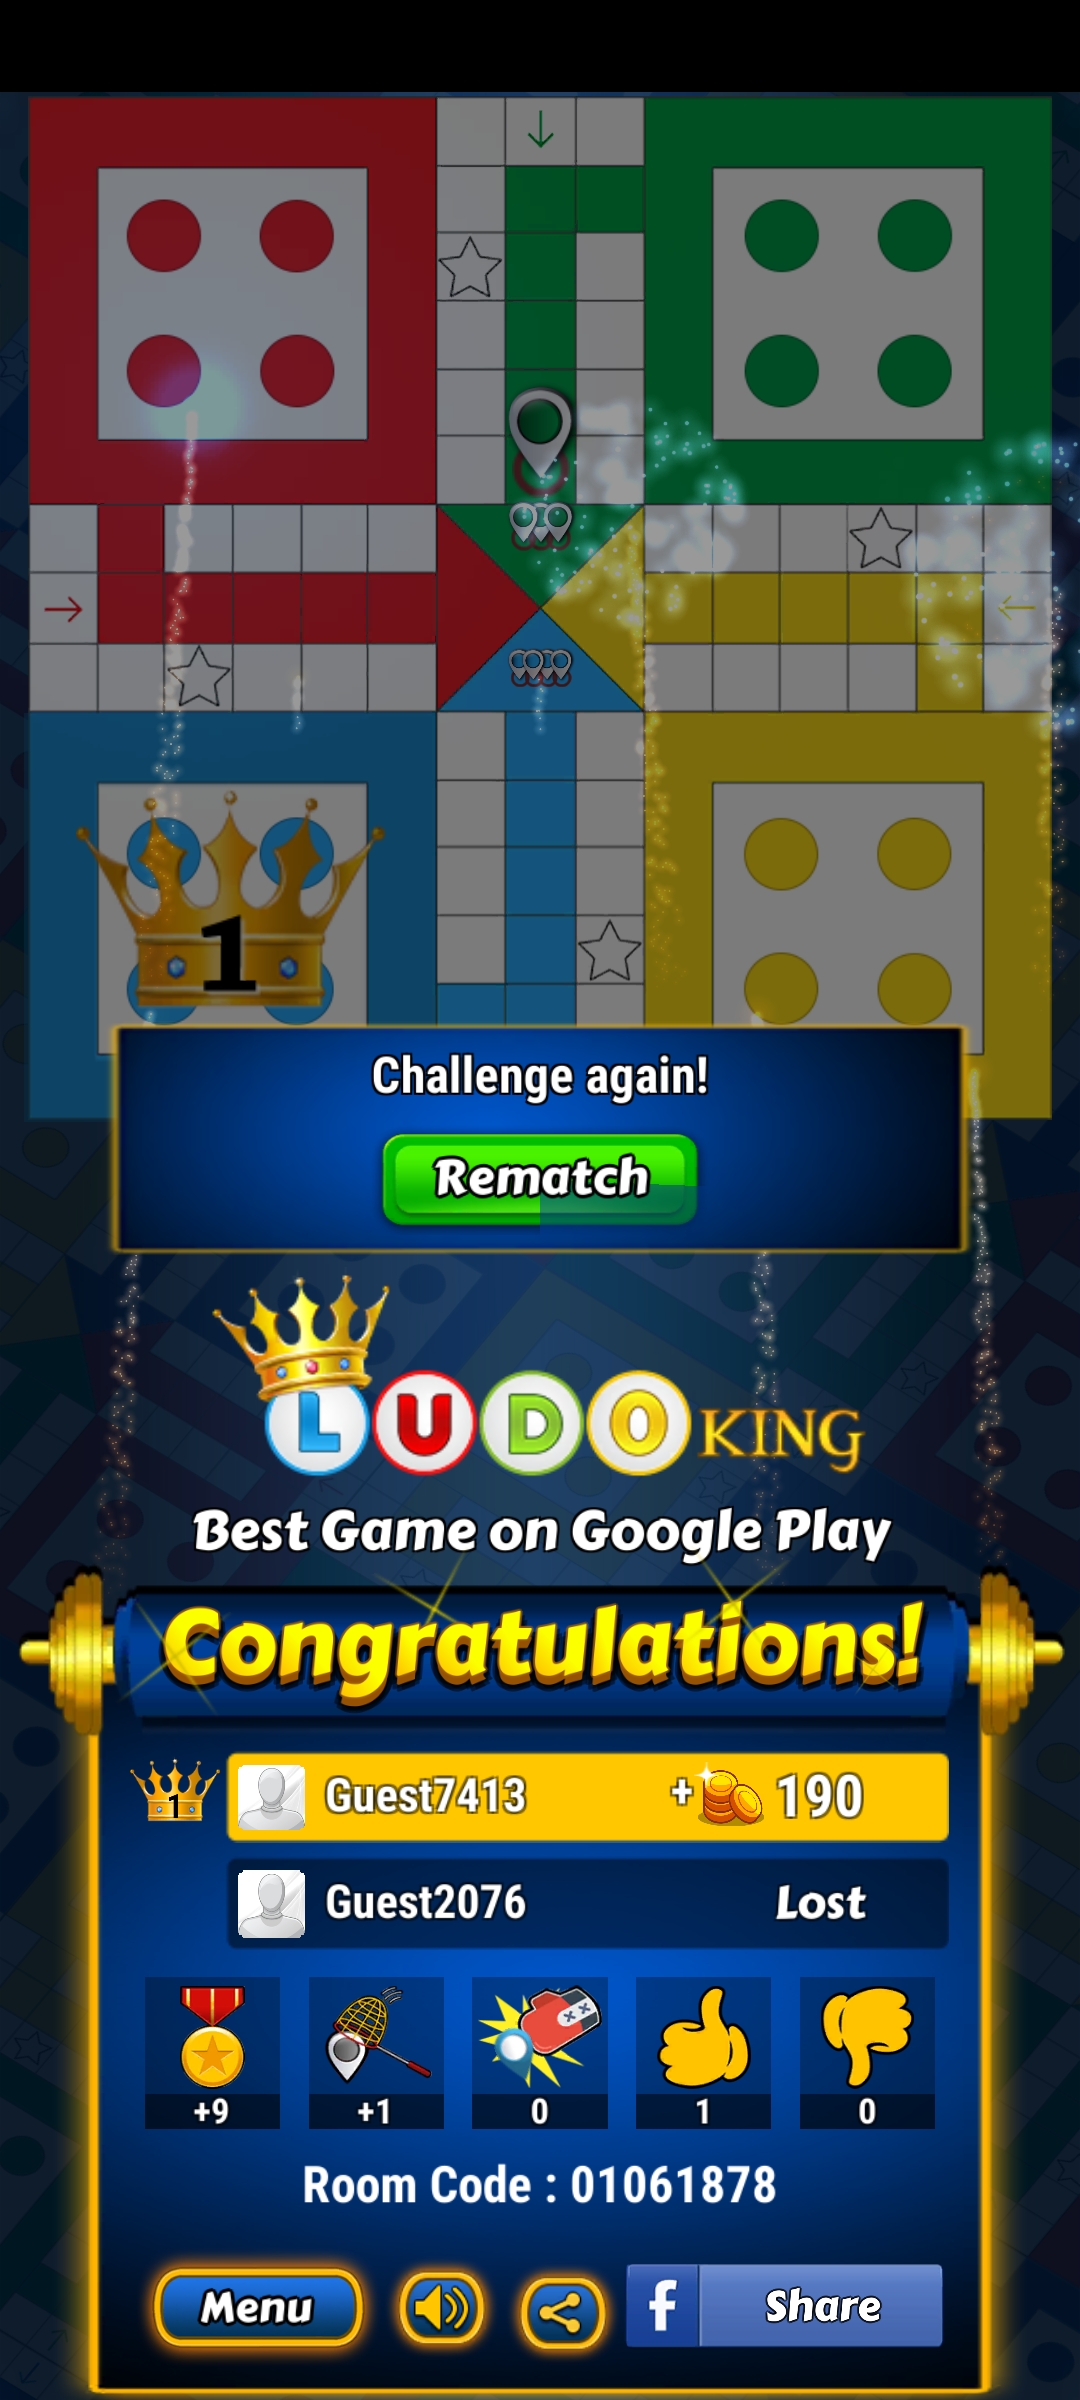 1
Challenge again!
Rematch
LUDO KING
Best Game on Google Play
Congratulations!
1 Guest7413 + 190
Guest2076 Lost
+9 +1 0 1 0
Room Code : 01061878
Menu f Share